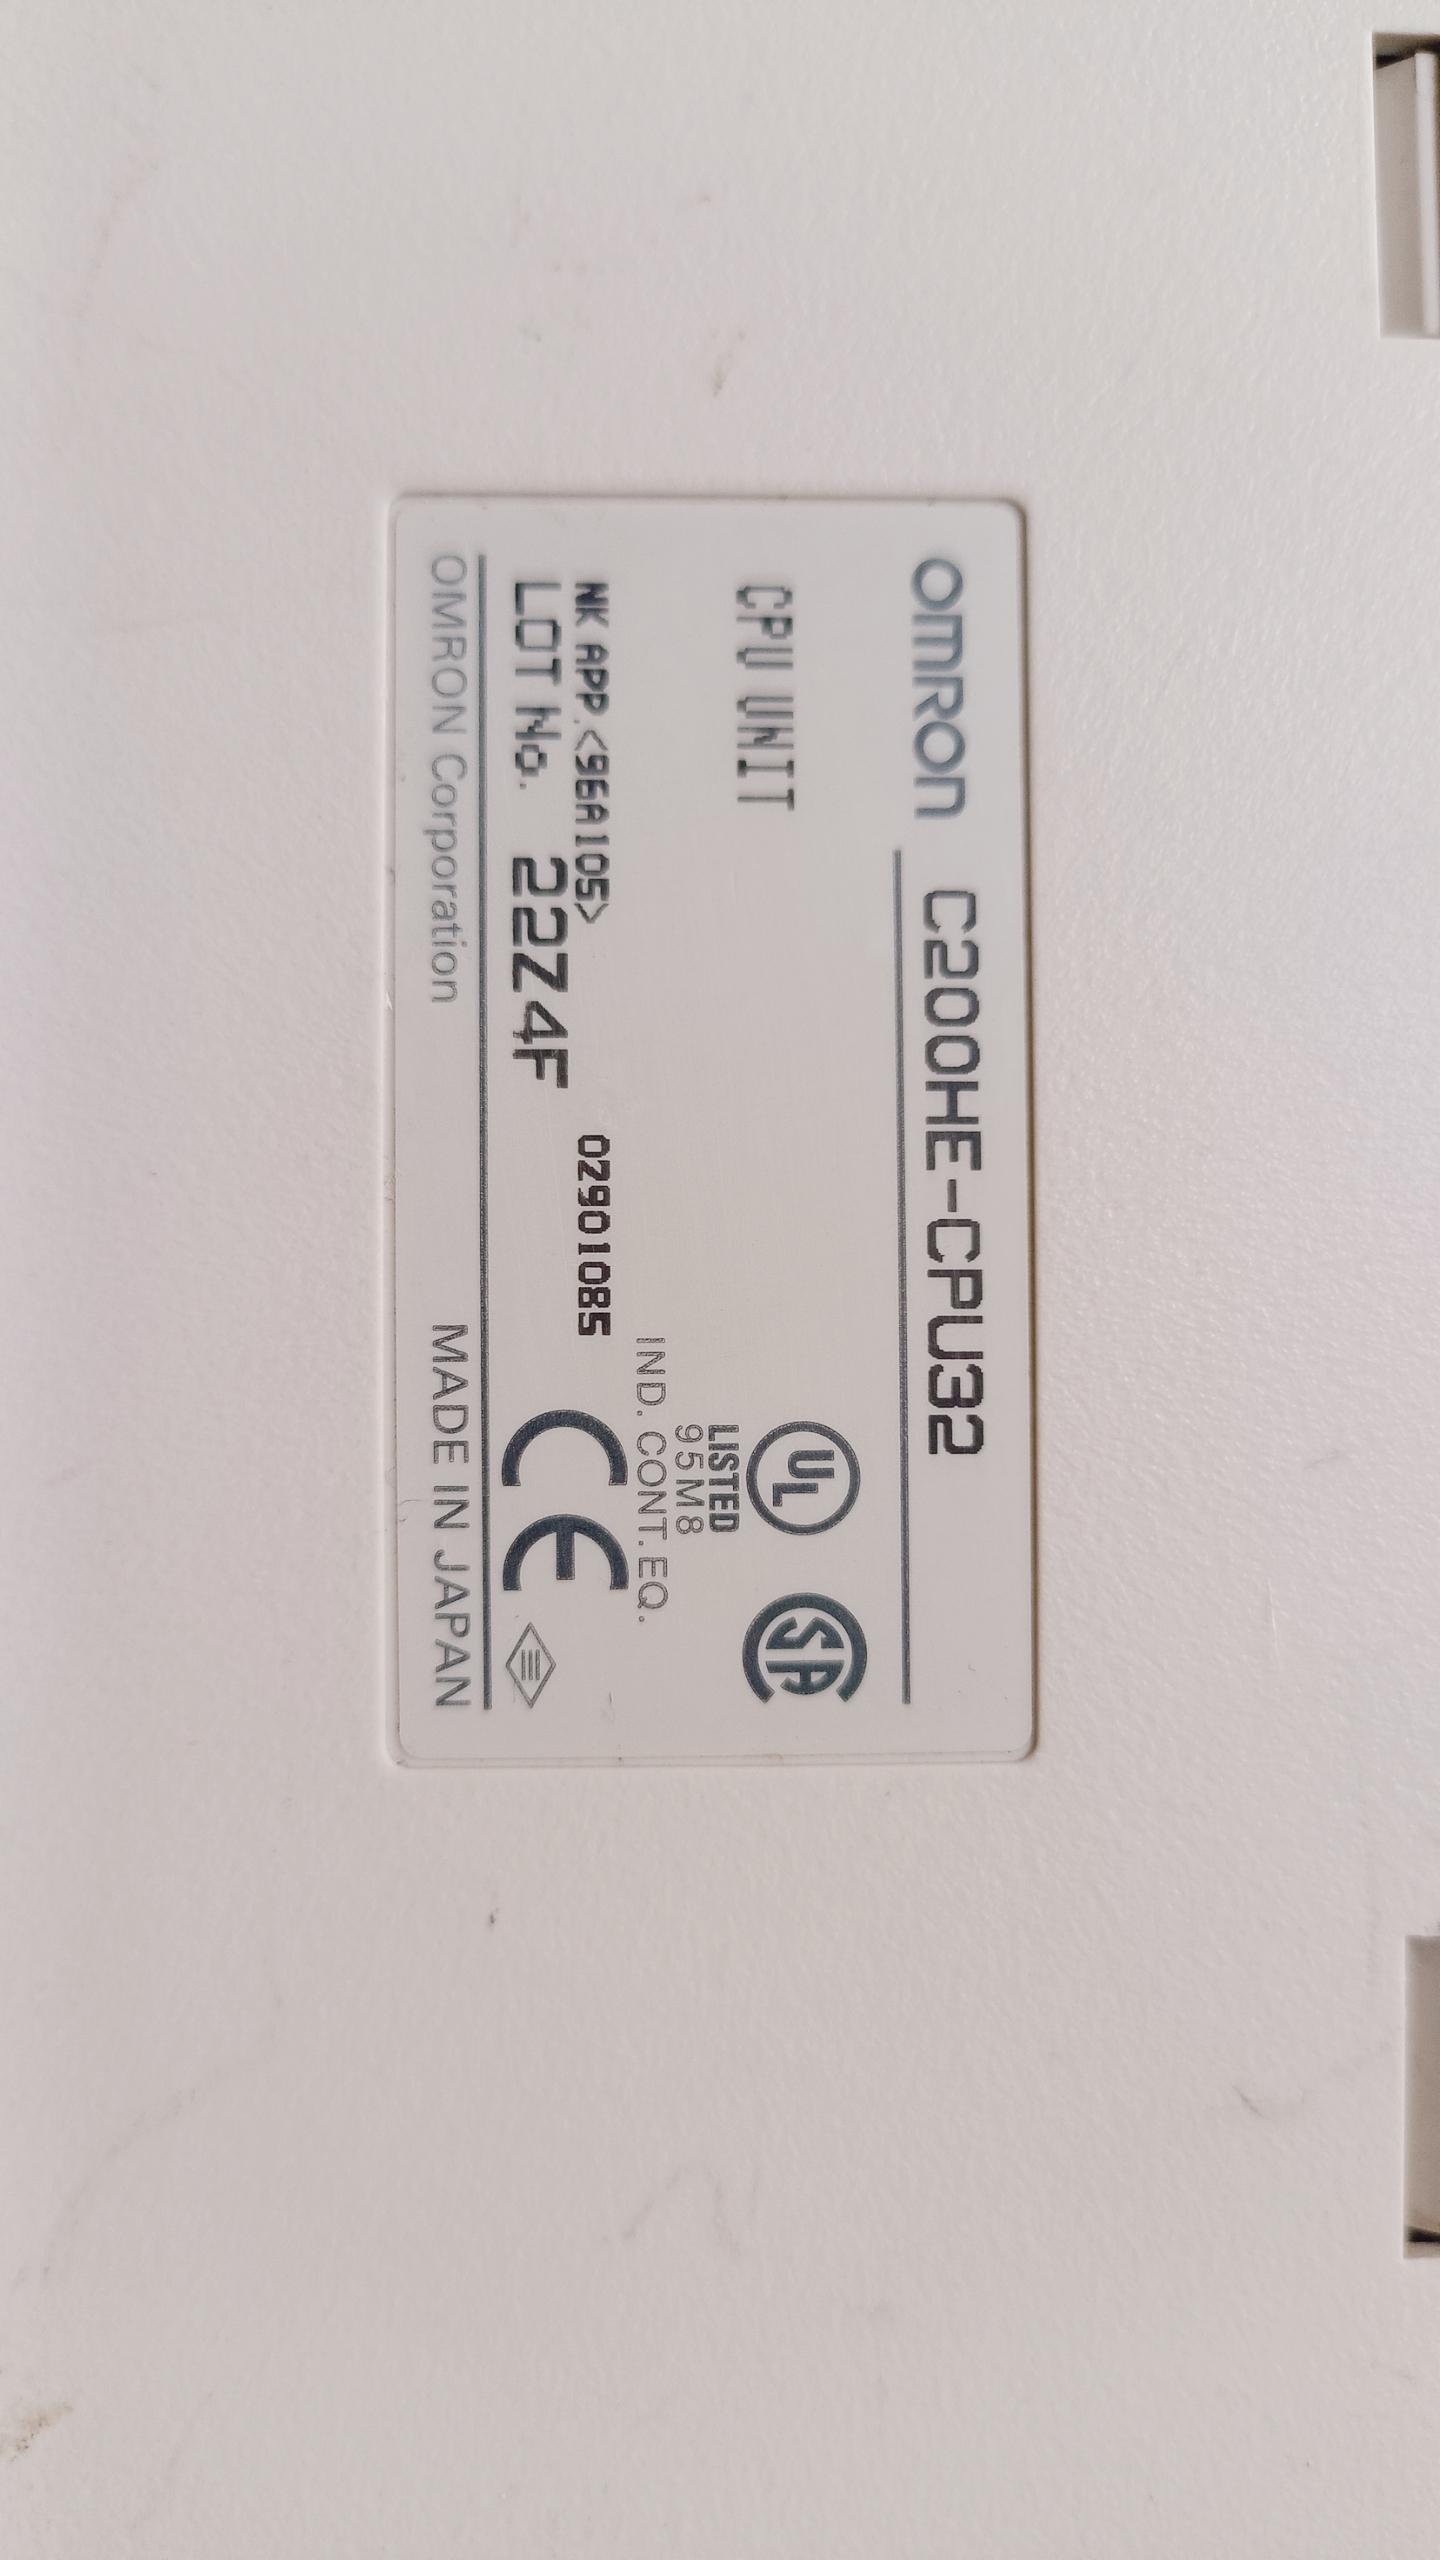 OMRON C200HE-CPU32
CPU UNIT
UL SA
LISTED
95M8
IND. CONT. EQ.
NK APP.<96A105> 02901085
LOT No. 22Z4F CE
OMRON Corporation MADE IN JAPAN